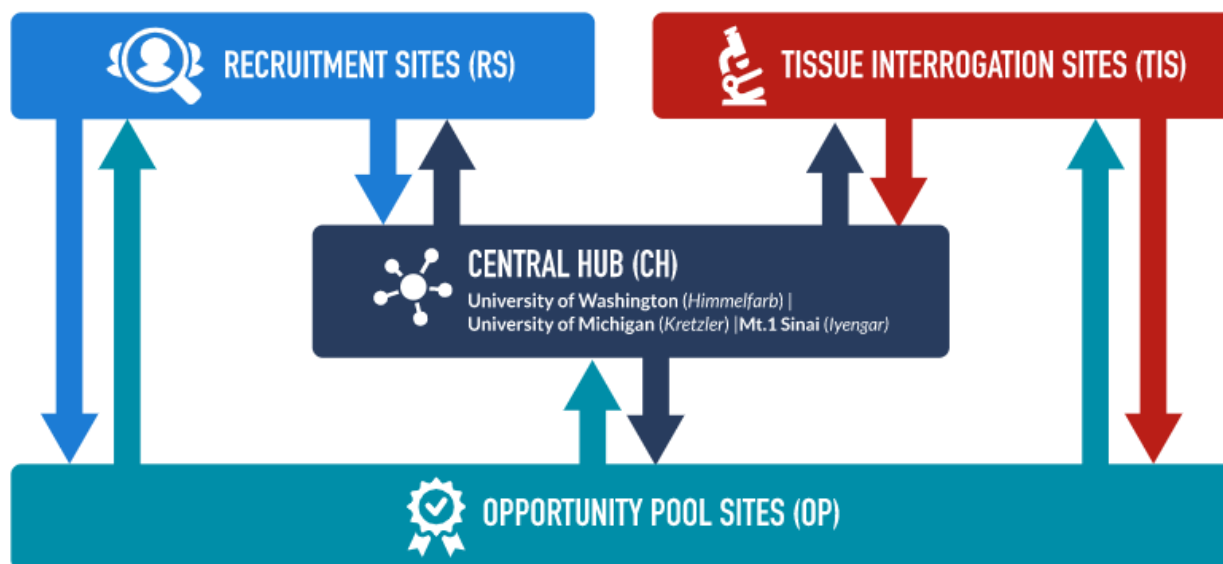 RECRUITMENT SITES (RS)
TISSUE INTERROGATION SITES (TIS)
CENTRAL HUB (CH)
University of Washington (Himmelfarb) |
University of Michigan (Kretzler) |Mt.1 Sinai (Iyengar)
OPPORTUNITY POOL SITES (OP)